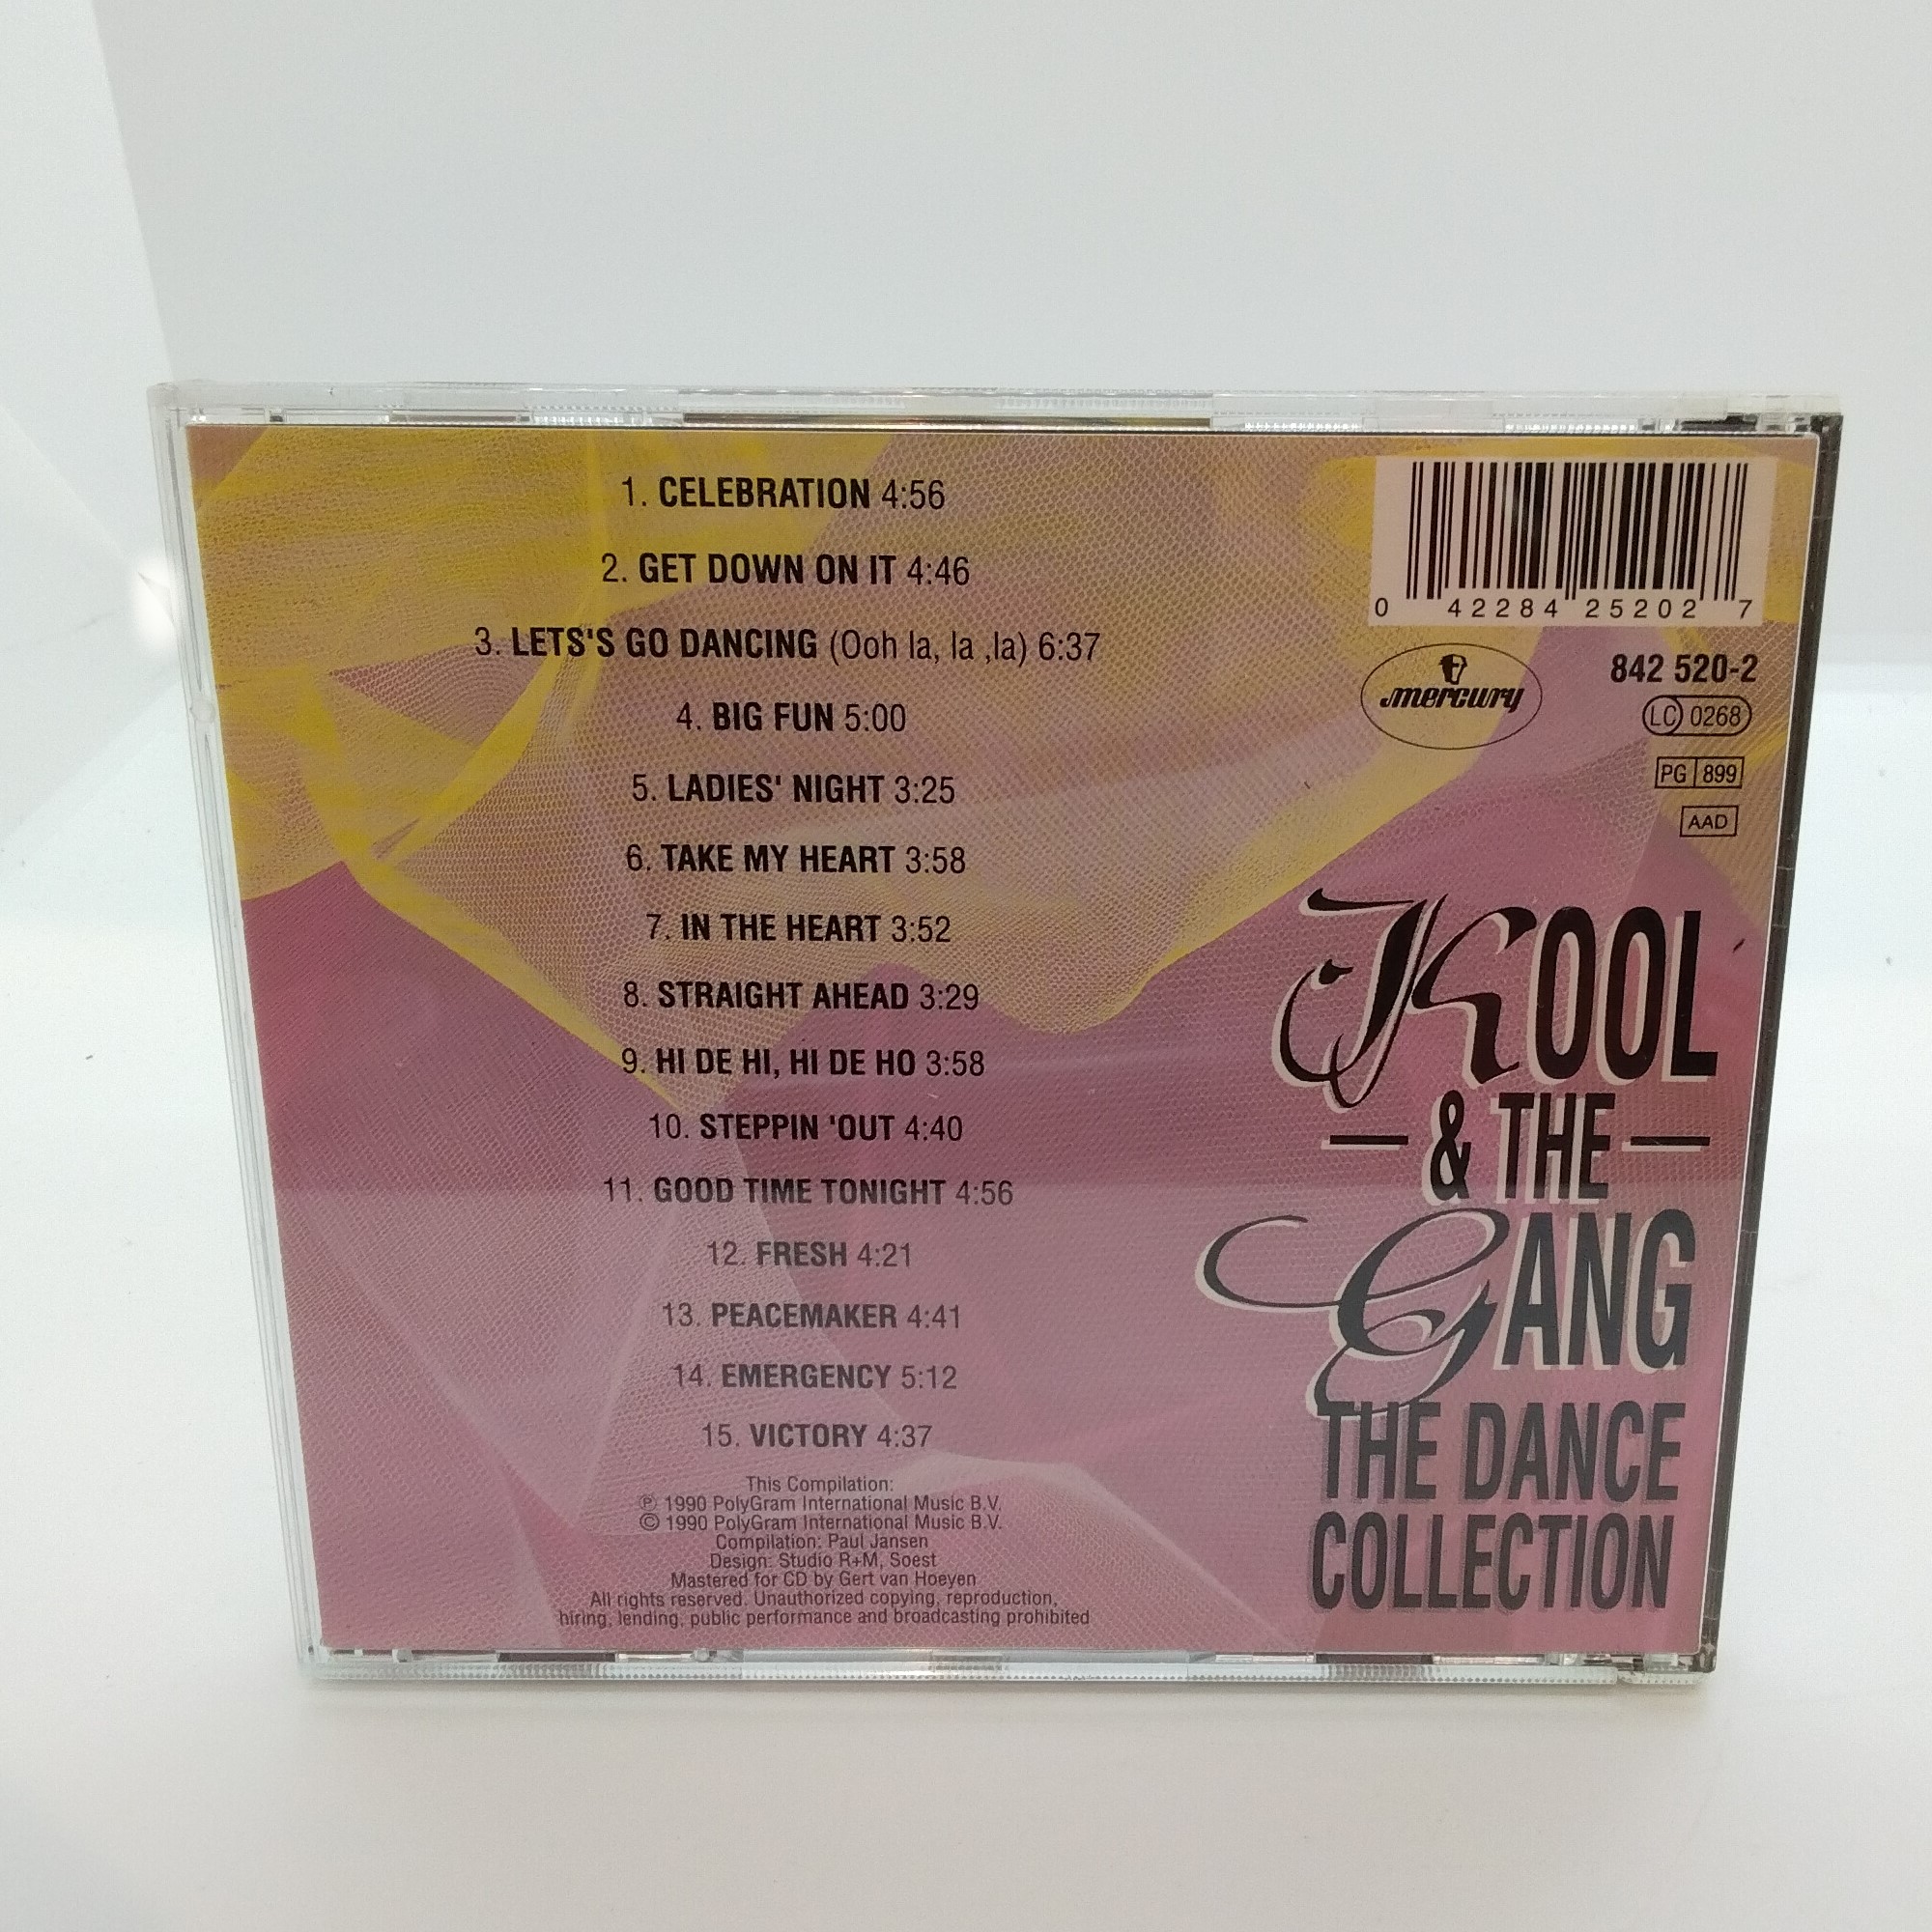 1. CELEBRATION 4:56
2. GET DOWN ON IT 4:46
3. LETS'S GO DANCING (Ooh la, la ,la) 6:37
4. BIG FUN 5:00
5. LADIES' NIGHT 3:25
6. TAKE MY HEART 3:58
7. IN THE HEART 3:52
8. STRAIGHT AHEAD 3:29
9. HI DE HI, HI DE HO 3:58
10. STEPPIN 'OUT 4:40
11. GOOD TIME TONIGHT 4:56
12. FRESH 4:21
13. PEACEMAKER 4:41
14. EMERGENCY 5:12
15. VICTORY 4:37
This Compilation:
℗ 1990 PolyGram International Music B.V.
© 1990 PolyGram International Music B.V.
Compilation: Paul Jansen
Design: Studio R+M, Soest
Mastered for CD by Gert van Hoeyen
All rights reserved. Unauthorized copying, reproduction,
hiring, lending, public performance and broadcasting prohibited
0 42284 25202 7
mercury
842 520-2
LC 0268
PG 899
AAD
KOOL
& THE
GANG
THE DANCE
COLLECTION